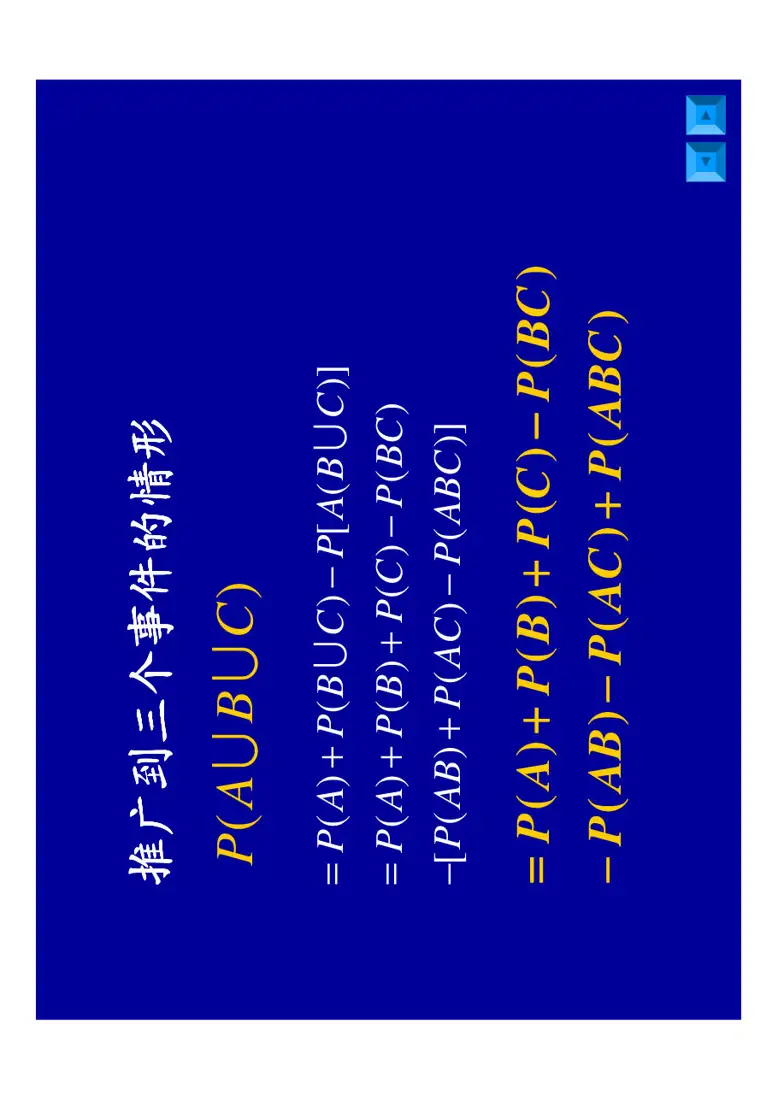 推广到三个事件的情形
P(A∪B∪C)
= P(A)+P(B∪C)−P[A(B∪C)]
= P(A)+P(B)+P(C)−P(BC)
−[P(AB)+P(AC)−P(ABC)]
= P(A)+P(B)+P(C)−P(BC)
−P(AB)−P(AC)+P(ABC)